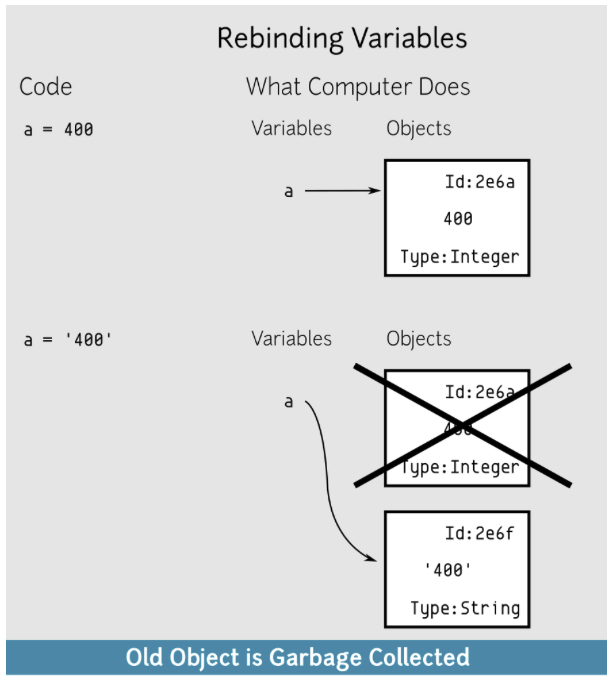 Rebinding Variables
Code What Computer Does
a = 400 Variables Objects
Id:2e6a
a
400
Type:Integer
a = '400' Variables Objects
Id:2e6a
a
400
Type:Integer
Id:2e6f
'400'
Type:String
Old Object is Garbage Collected